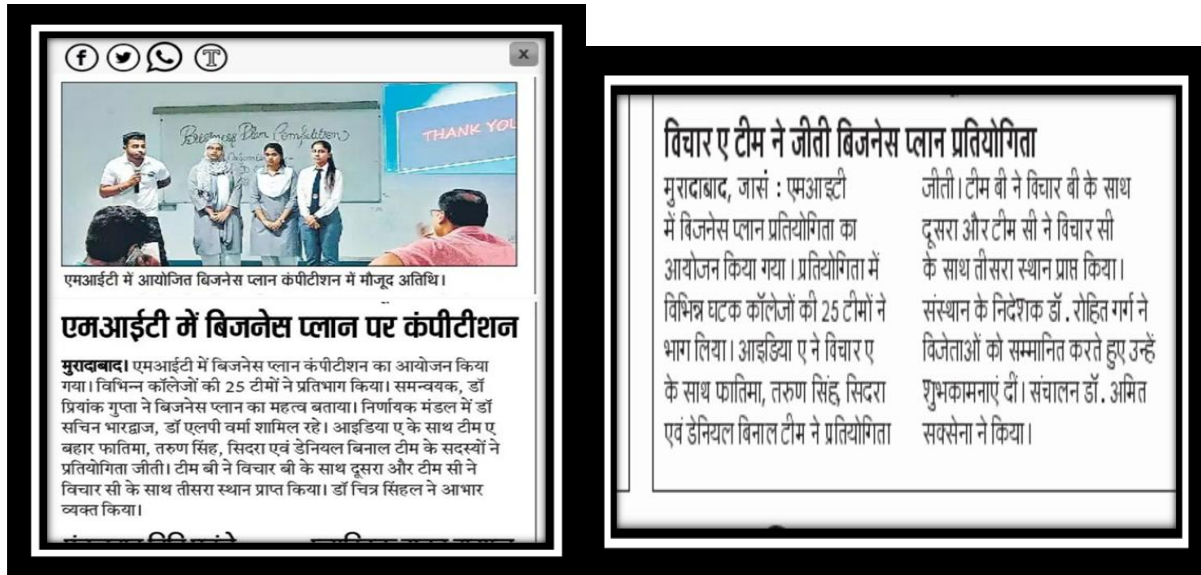 Business Plan Competition
THANK YOU
एमआईटी में आयोजित बिजनेस प्लान कंपीटीशन में मौजूद अतिथि।
एमआईटी में बिजनेस प्लान पर कंपीटीशन
मुरादाबाद। एमआईटी में बिजनेस प्लान कंपीटीशन का आयोजन किया
गया। विभिन्न कॉलेजों की 25 टीमों ने प्रतिभाग किया। समन्वयक, डॉ
प्रियांक गुप्ता ने बिजनेस प्लान का महत्व बताया। निर्णायक मंडल में डॉ
सचिन भारद्वाज, डॉ एलपी वर्मा शामिल रहे। आइडिया ए के साथ टीम ए
बहार फातिमा, तरुण सिंह, सिदरा एवं डेनियल बिनाल टीम के सदस्यों ने
प्रतियोगिता जीती। टीम बी ने विचार बी के साथ दूसरा और टीम सी ने
विचार सी के साथ तीसरा स्थान प्राप्त किया। डॉ चित्र सिंहल ने आभार
व्यक्त किया।
विचार ए टीम ने जीती बिजनेस प्लान प्रतियोगिता
मुरादाबाद, जासं : एमआइटी
में बिजनेस प्लान प्रतियोगिता का
आयोजन किया गया। प्रतियोगिता में
विभिन्न घटक कॉलेजों की 25 टीमों ने
भाग लिया। आइडिया ए ने विचार ए
के साथ फातिमा, तरुण सिंह, सिदरा
एवं डेनियल बिनाल टीम ने प्रतियोगिता
जीती। टीम बी ने विचार बी के साथ
दूसरा और टीम सी ने विचार सी
के साथ तीसरा स्थान प्राप्त किया।
संस्थान के निदेशक डॉ. रोहित गर्ग ने
विजेताओं को सम्मानित करते हुए उन्हें
शुभकामनाएं दीं। संचालन डॉ. अमित
सक्सेना ने किया।